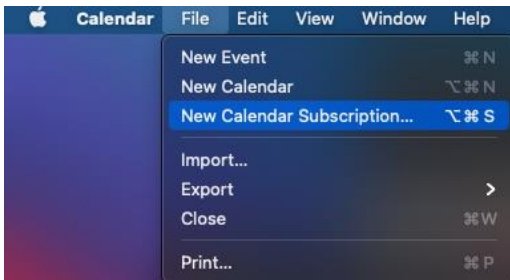 Calendar File Edit View Window Help
New Event ⌘ N
New Calendar ⌥ ⌘ N
New Calendar Subscription... ⌥ ⌘ S
Import...
Export >
Close ⌘ W
Print... ⌘ P